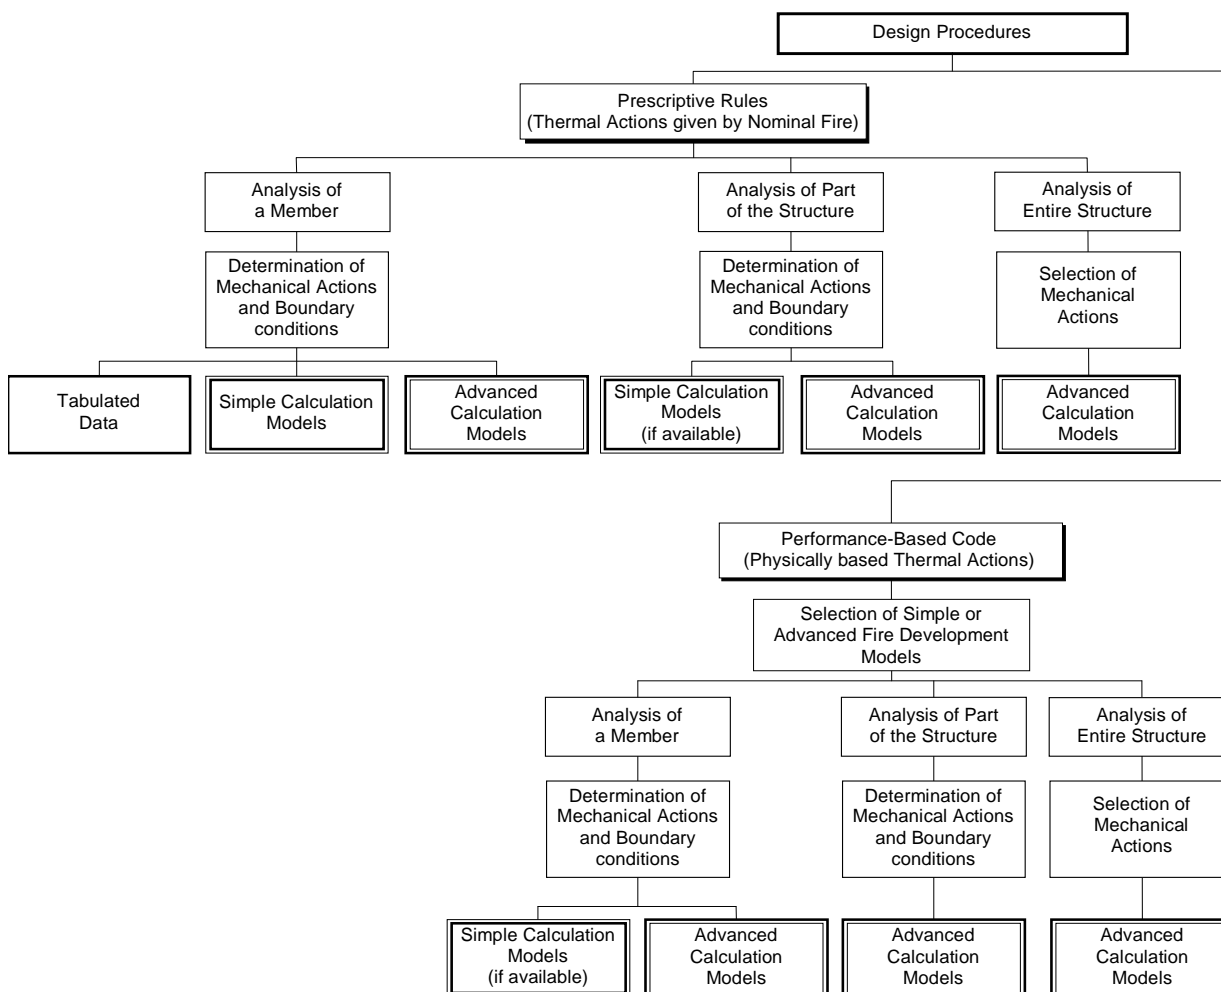 Design Procedures
Prescriptive Rules
(Thermal Actions given by Nominal Fire)
Analysis of
a Member
Analysis of Part
of the Structure
Analysis of
Entire Structure
Determination of
Mechanical Actions
and Boundary
conditions
Determination of
Mechanical Actions
and Boundary
conditions
Selection of
Mechanical
Actions
Tabulated
Data
Simple Calculation
Models
Advanced
Calculation
Models
Simple Calculation
Models
(if available)
Advanced
Calculation
Models
Advanced
Calculation
Models
Performance-Based Code
(Physically based Thermal Actions)
Selection of Simple or
Advanced Fire Development
Models
Analysis of
a Member
Analysis of Part
of the Structure
Analysis of
Entire Structure
Determination of
Mechanical Actions
and Boundary
conditions
Determination of
Mechanical Actions
and Boundary
conditions
Selection of
Mechanical
Actions
Simple Calculation
Models
(if available)
Advanced
Calculation
Models
Advanced
Calculation
Models
Advanced
Calculation
Models